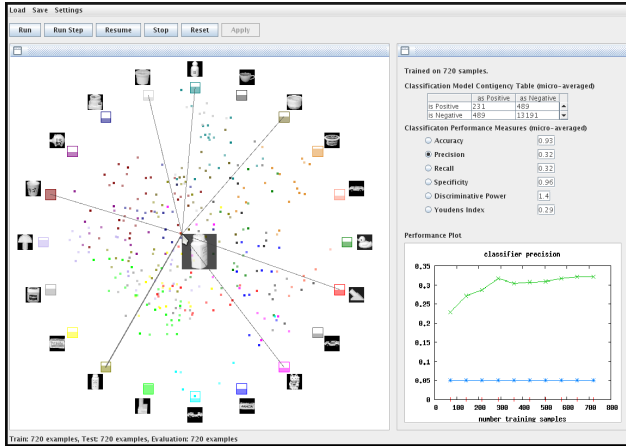 Load Save Settings
Run Run Step Resume Stop Reset Apply
Trained on 720 samples.
Classification Model Contigency Table (micro-averaged)
as Positive as Negative
is Positive 231 489
is Negative 489 13191
Classificaton Performance Measures (micro-averaged)
Accuracy 0.93
Precision 0.32
Recall 0.32
Specificity 0.96
Discriminative Power 1.4
Youdens Index 0.29
Performance Plot
classifier precision
0.35
0.3
0.25
0.2
0.15
0.1
0.05
0
0 100 200 300 400 500 600 700 800
number training samples
Train: 720 examples, Test: 720 examples, Evaluation: 720 examples